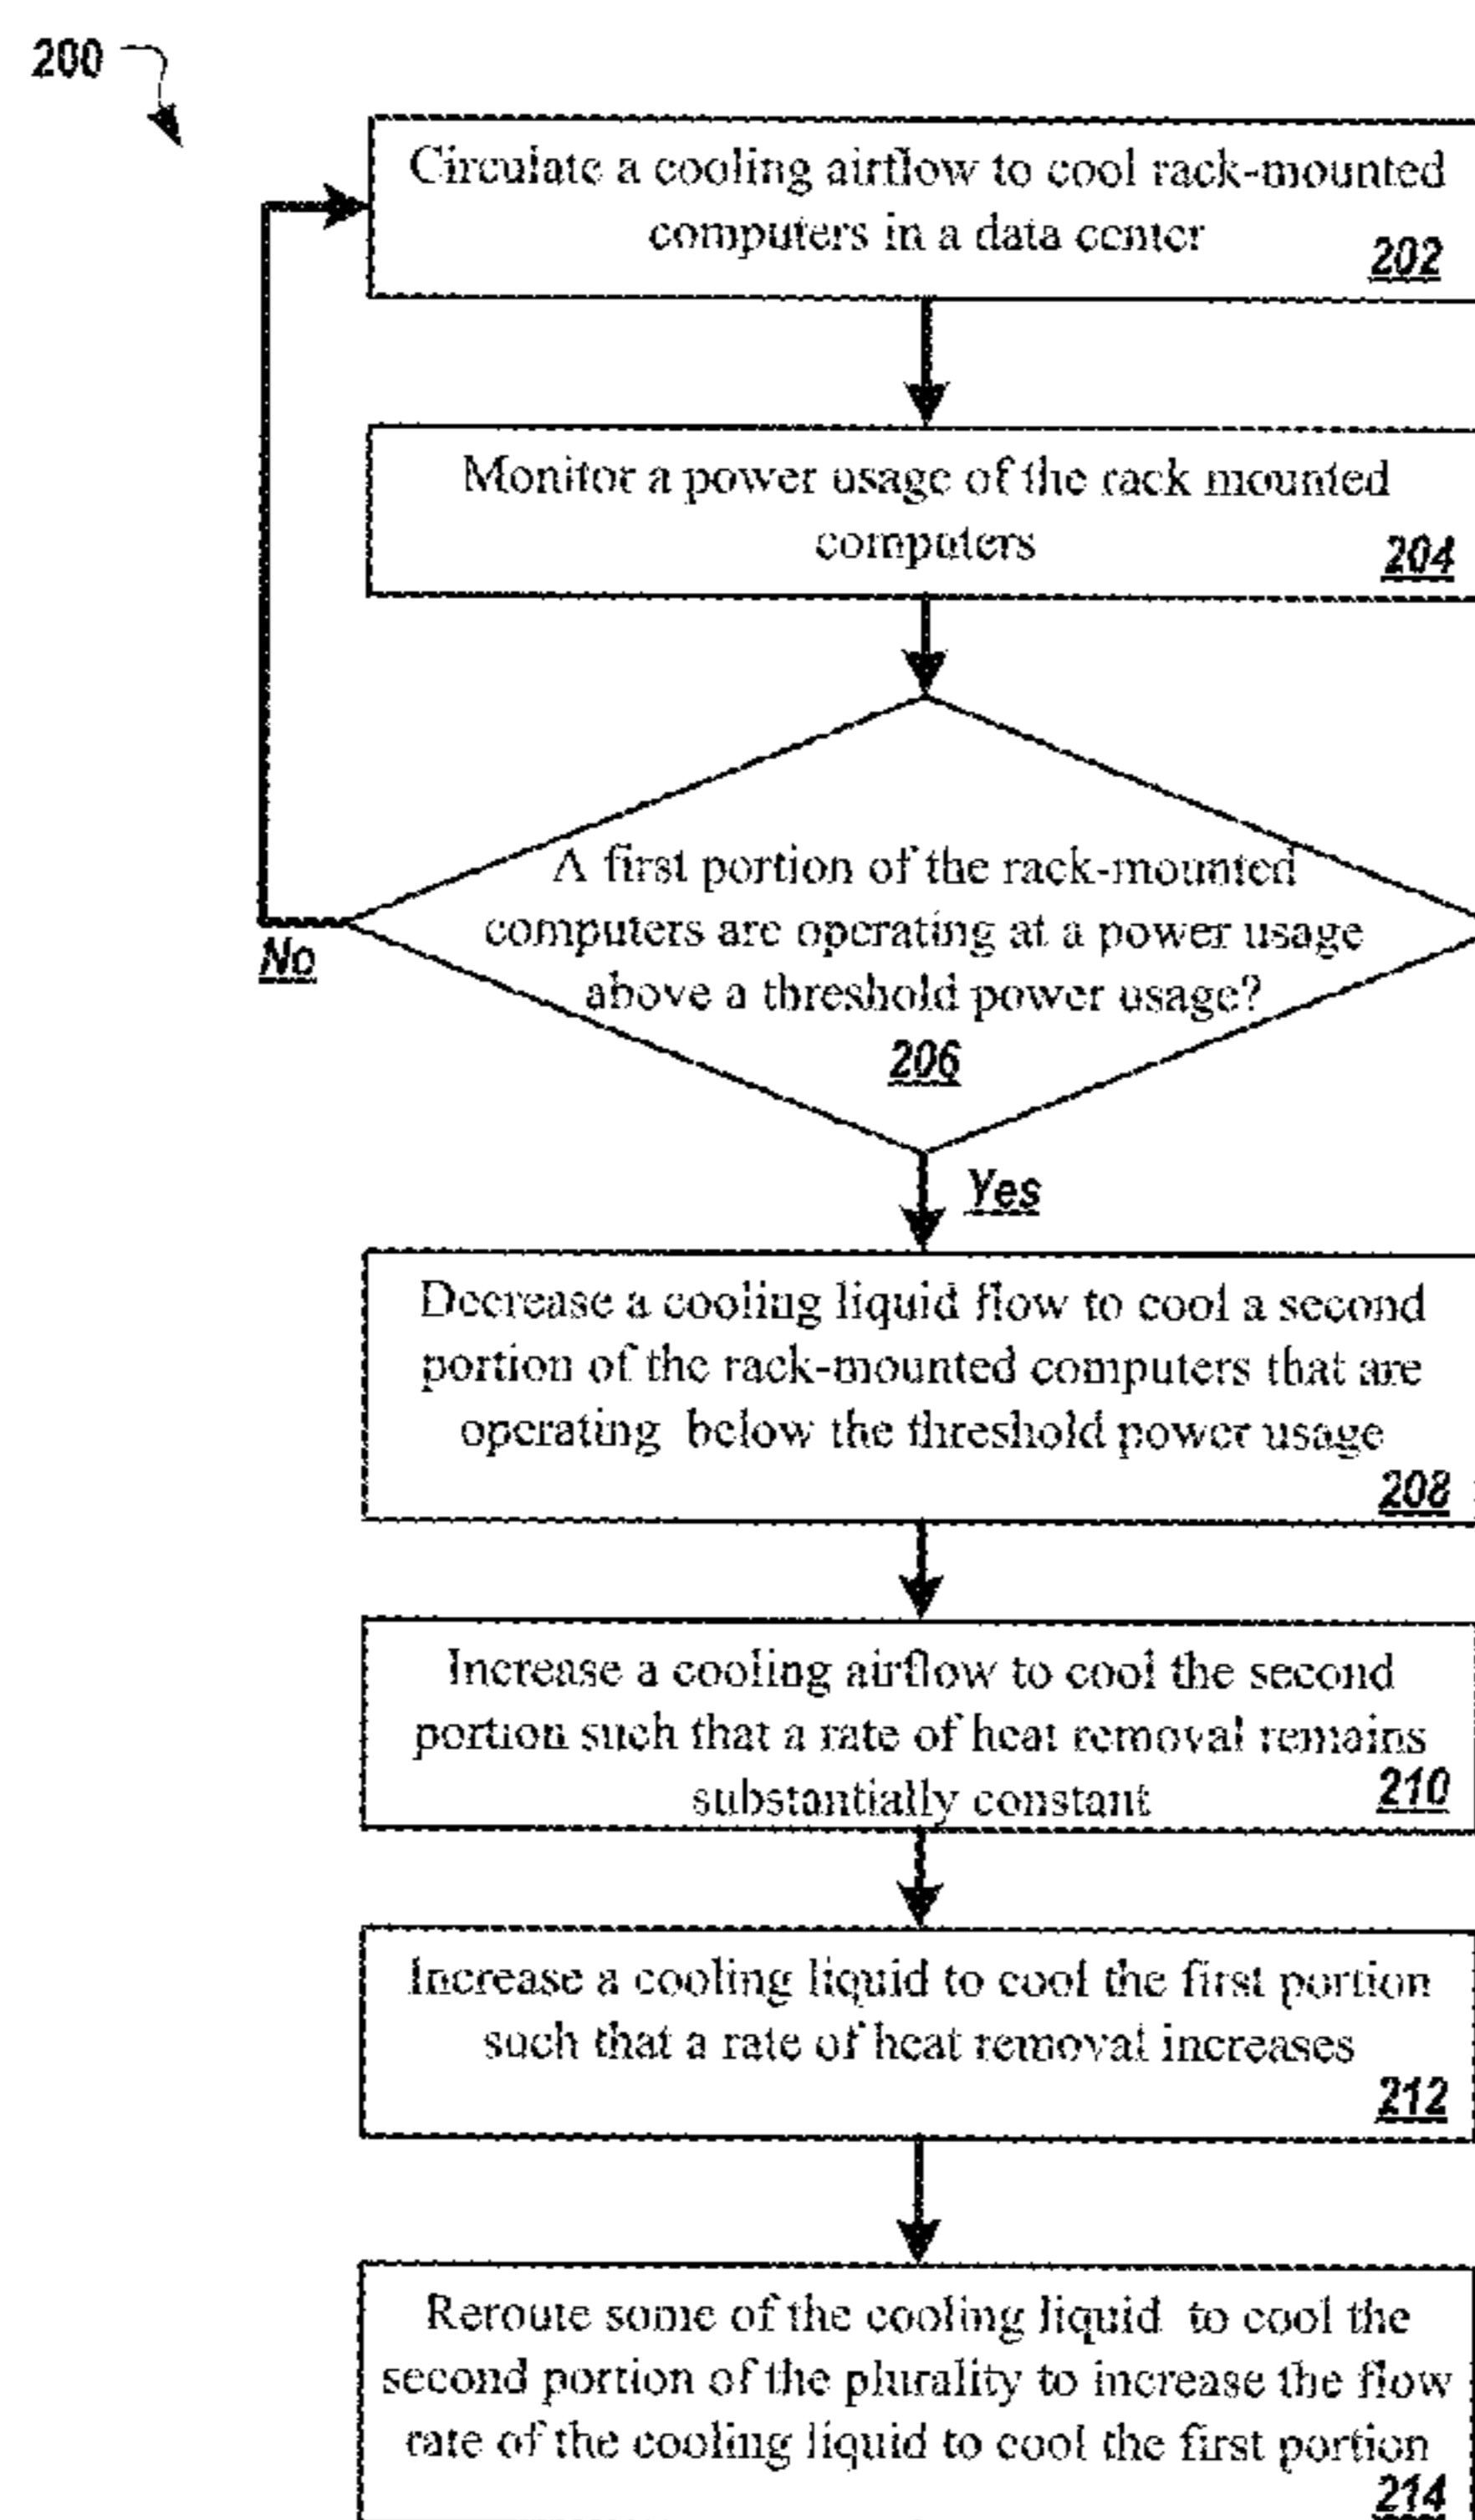 200
Circulate a cooling airflow to cool rack-mounted
computers in a data center
202
Monitor a power usage of the rack mounted
computers
204
A first portion of the rack-mounted
computers are operating at a power usage
above a threshold power usage?
206
No
Yes
Decrease a cooling liquid flow to cool a second
portion of the rack-mounted computers that are
operating below the threshold power usage
208
Increase a cooling airflow to cool the second
portion such that a rate of heat removal remains
substantially constant
210
Increase a cooling liquid to cool the first portion
such that a rate of heat removal increases
212
Reroute some of the cooling liquid to cool the
second portion of the plurality to increase the flow
rate of the cooling liquid to cool the first portion
214